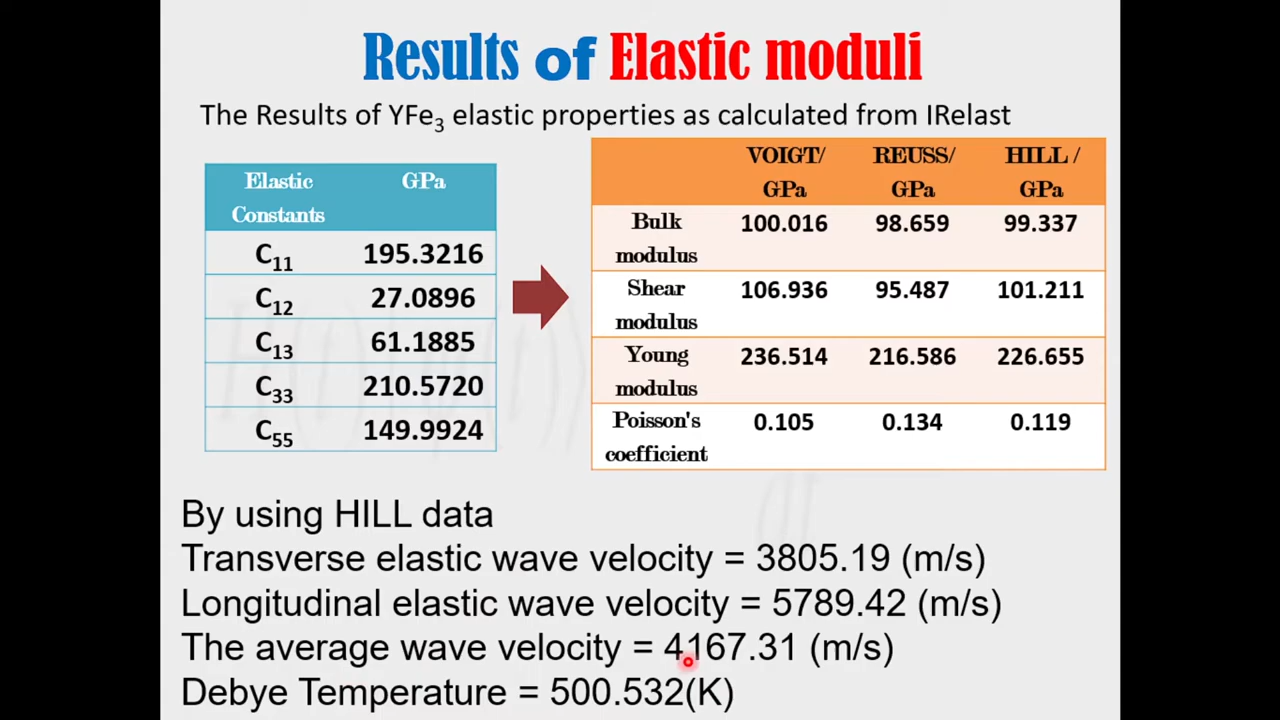 Results of Elastic moduli
The Results of YFe3 elastic properties as calculated from IRelast
Elastic Constants GPa
C11 195.3216
C12 27.0896
C13 61.1885
C33 210.5720
C55 149.9924
VOIGT/ GPa REUSS/ GPa HILL / GPa
Bulk modulus 100.016 98.659 99.337
Shear modulus 106.936 95.487 101.211
Young modulus 236.514 216.586 226.655
Poisson's coefficient 0.105 0.134 0.119
By using HILL data
Transverse elastic wave velocity = 3805.19 (m/s)
Longitudinal elastic wave velocity = 5789.42 (m/s)
The average wave velocity = 4167.31 (m/s)
Debye Temperature = 500.532(K)